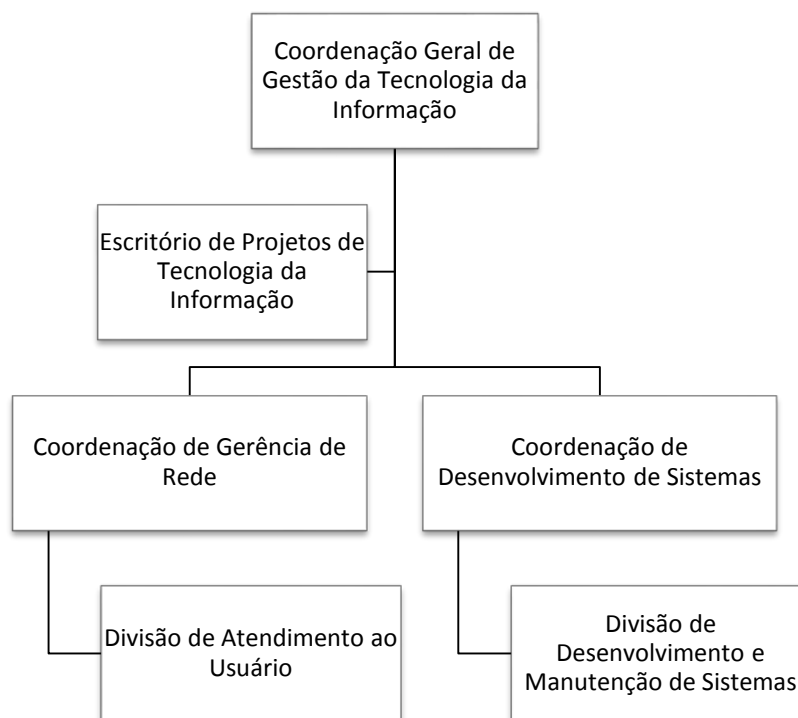 Coordenação Geral de
Gestão da Tecnologia da
Informação
Escritório de Projetos de
Tecnologia da
Informação
Coordenação de Gerência de
Rede
Coordenação de
Desenvolvimento de Sistemas
Divisão de Atendimento ao
Usuário
Divisão de
Desenvolvimento e
Manutenção de Sistemas